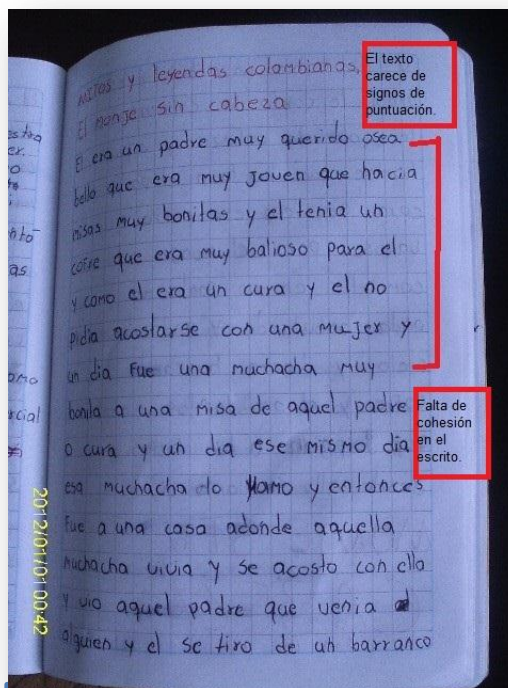 Mitos y leyendas colombianas.
El monje sin cabeza
El era un padre muy querido osea
bello que era muy joven que hacia
misas muy bonitas y el tenia un
cofre que era muy balioso para el
y como el era un cura y el no
pidia acostarse con una mujer y
un dia fue una muchacha muy
bonita a una misa de aquel padre
o cura y un dia ese mismo dia
esa muchacha lo llamo y entonces
fue a una casa adonde aquella
muchacha vivia y se acosto con ella
y vio aquel padre que venia
alguien y el se tiro de un barranco
El texto
carece de
signos de
puntuación.
Falta de
cohesión
en el
escrito.
2012/01/01 00:42